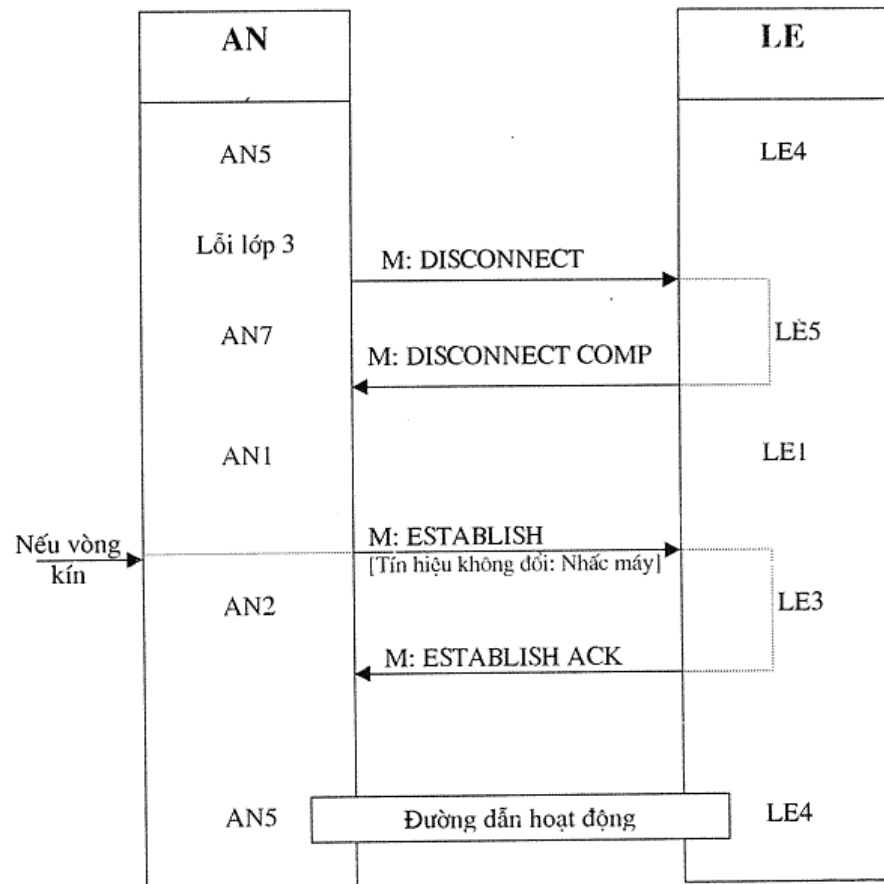 AN
LE
AN5
LE4
Lỗi lớp 3
M: DISCONNECT
AN7
LE5
M: DISCONNECT COMP
AN1
LE1
Nếu vòng
kín
M: ESTABLISH
[Tín hiệu không đổi: Nhấc máy]
AN2
LE3
M: ESTABLISH ACK
AN5
Đường dẫn hoạt động
LE4